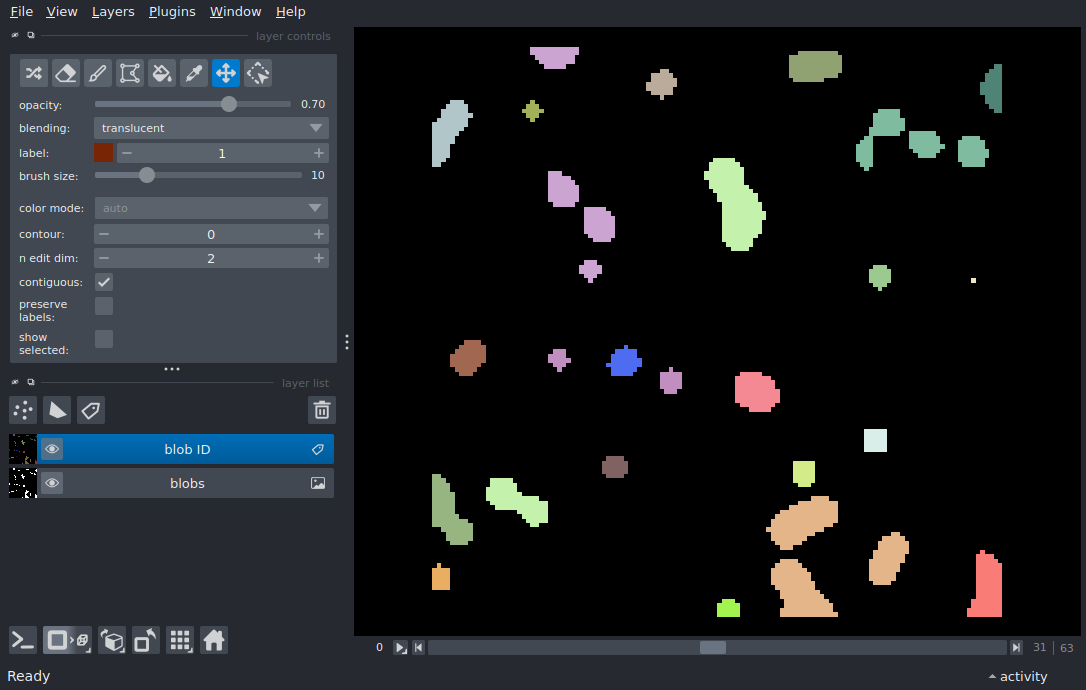 File View Layers Plugins Window Help
layer controls
opacity: 0.70
blending: translucent
label: 1
brush size: 10
color mode: auto
contour: 0
n edit dim: 2
contiguous:
preserve
labels:
show
selected:
layer list
blob ID
blobs
0 31 | 63
Ready activity